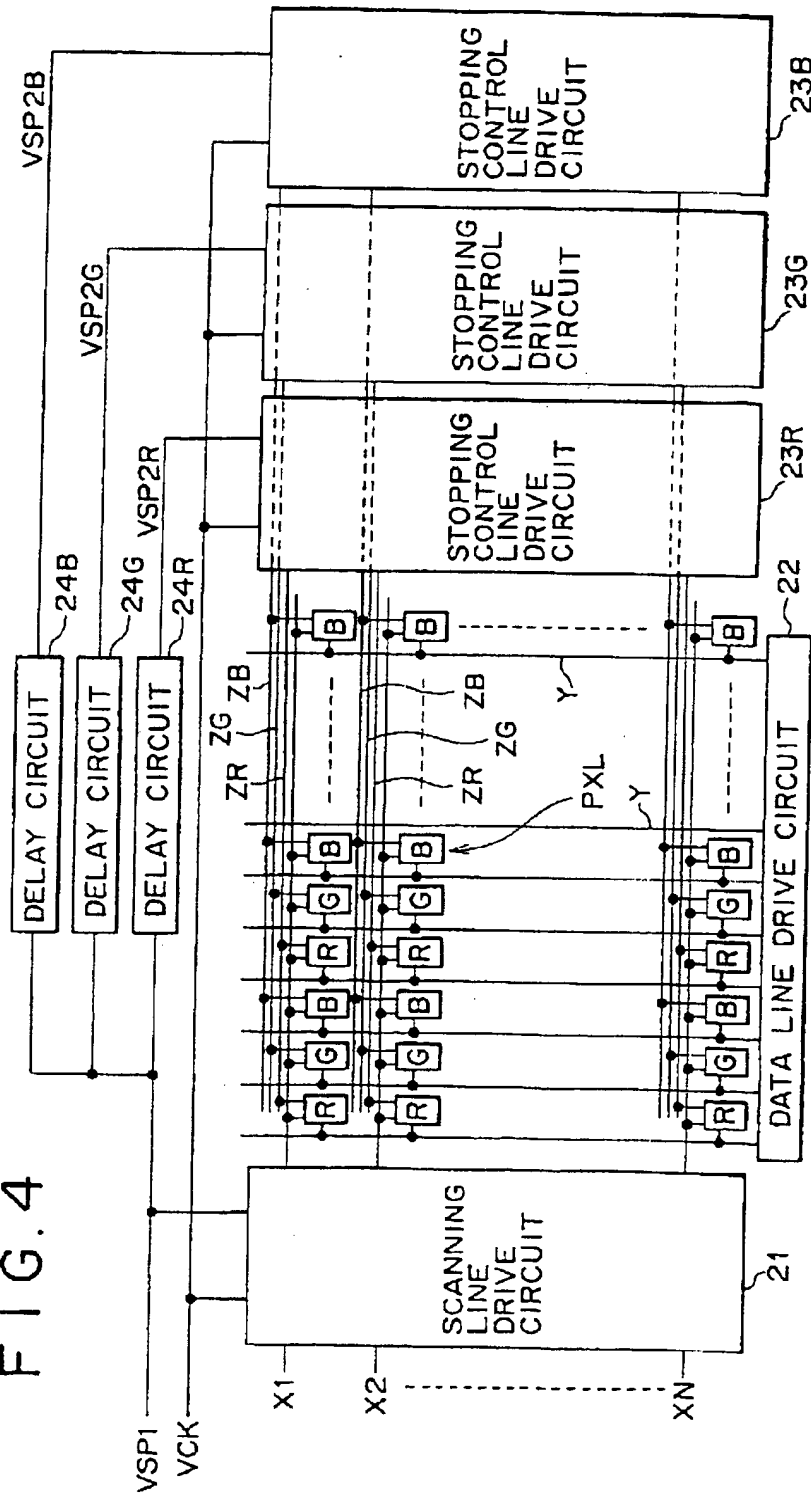 FIG. 4
VSP1
VCK
DELAY CIRCUIT
24B
VSP2B
DELAY CIRCUIT
24G
VSP2G
DELAY CIRCUIT
24R
VSP2R
X1
X2
XN
SCANNING
LINE
DRIVE
CIRCUIT
21
ZR
ZG
ZB
R G B R G B B
ZR
ZG
ZB
R G B R G B B
PXL
Y
Y
R G B R G B B
DATA LINE DRIVE CIRCUIT
22
STOPPING
CONTROL
LINE
DRIVE
CIRCUIT
23R
STOPPING
CONTROL
LINE
DRIVE
CIRCUIT
23G
STOPPING
CONTROL
LINE
DRIVE
CIRCUIT
23B